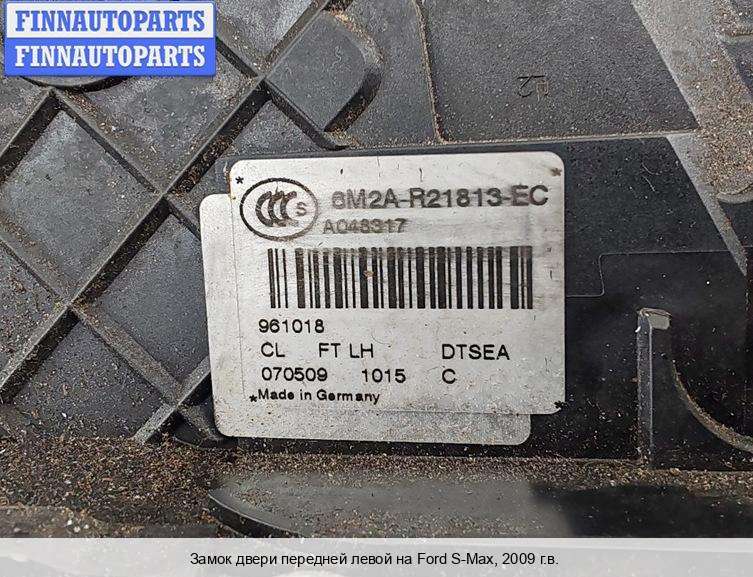 FINNAUTOPARTS
FINNAUTOPARTS
CCC S 6M2A-R21813-EC
A048317
961018
CL FT LH DTSEA
070509 1015 C
*Made in Germany
Замок двери передней левой на Ford S-Max, 2009 г.в.